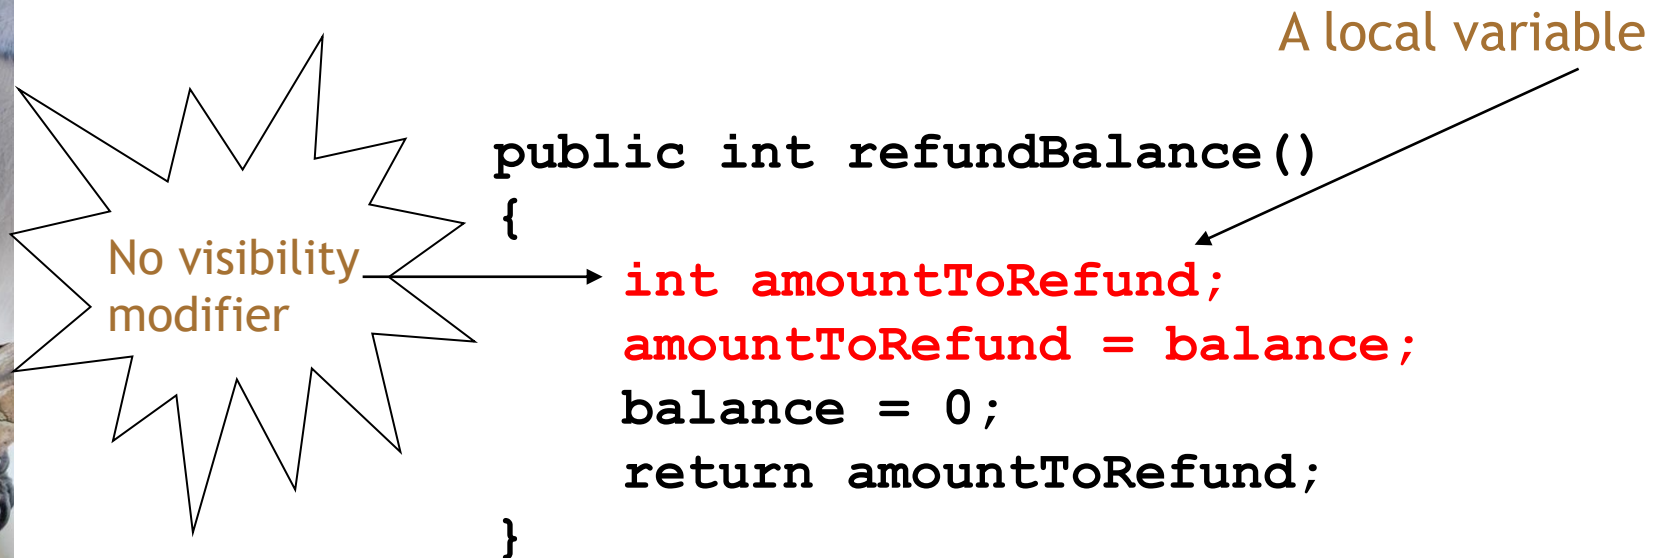 A local variable
public int refundBalance()
{
No visibility
modifier
int amountToRefund;
amountToRefund = balance;
balance = 0;
return amountToRefund;
}